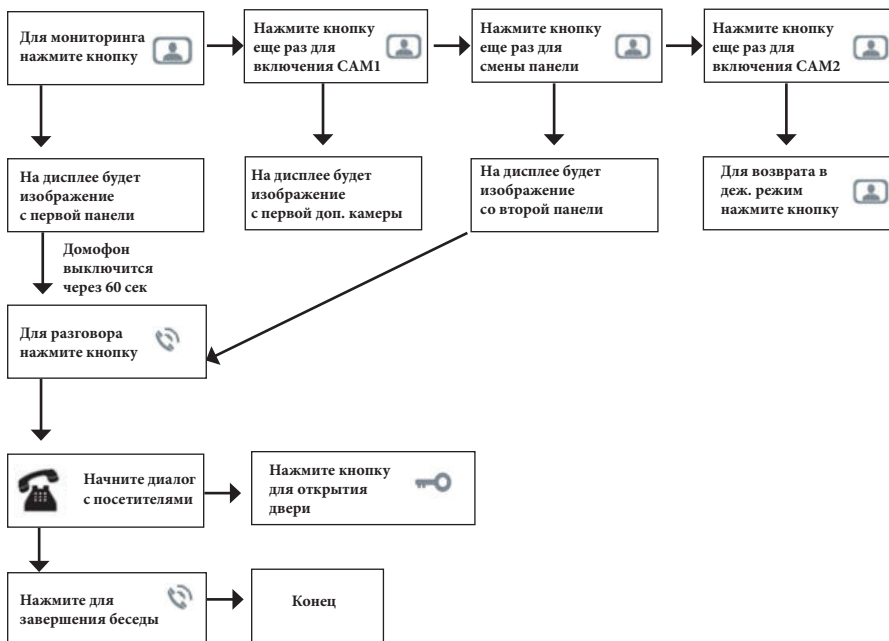 Для мониторинга
нажмите кнопку
Нажмите кнопку
еще раз для
включения CAM1
Нажмите кнопку
еще раз для
смены панели
Нажмите кнопку
еще раз для
включения CAM2
На дисплее будет
изображение
с первой панели
На дисплее будет
изображение
с первой доп. камеры
На дисплее будет
изображение
со второй панели
Для возврата в
деж. режим
нажмите кнопку
Домофон
выключится
через 60 сек
Для разговора
нажмите кнопку
Начните диалог
с посетителями
Нажмите кнопку
для открытия
двери
Нажмите для
завершения беседы
Конец